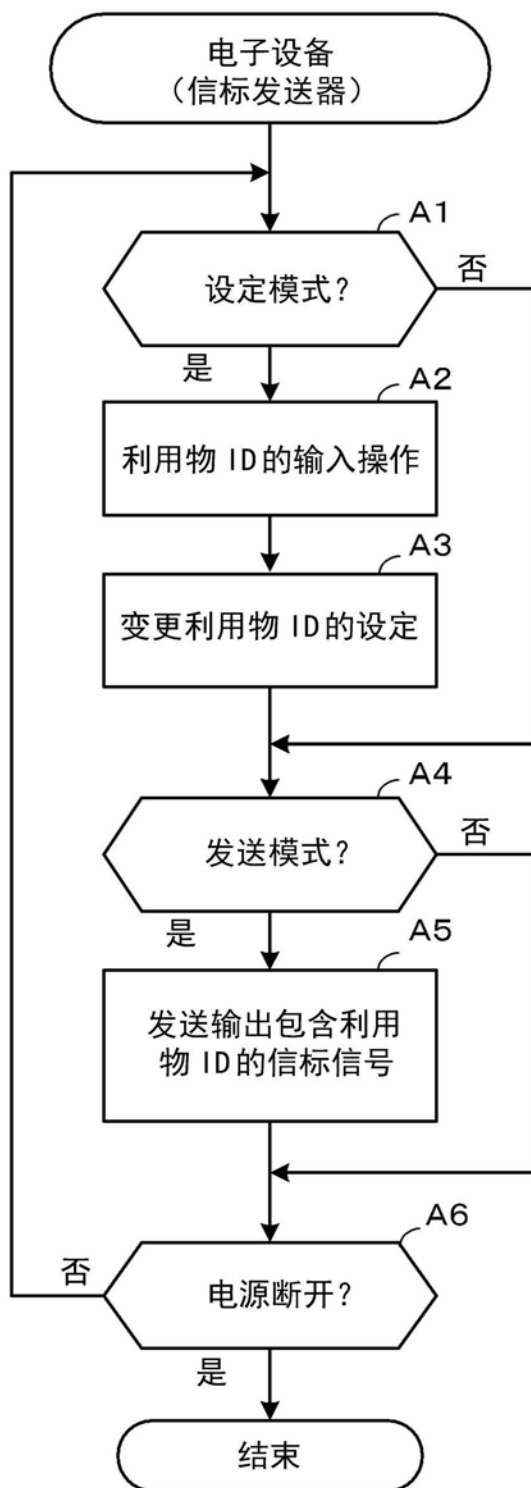 电子设备
（信标发送器）
A1
设定模式？
否
是
A2
利用物 ID的输入操作
A3
变更利用物 ID的设定
A4
发送模式？
否
是
A5
发送输出包含利用
物 ID的信标信号
A6
电源断开？
否
是
结束